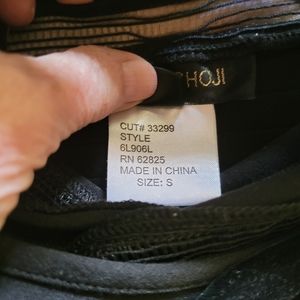 HOJI
CUT# 33299
STYLE
6L906L
RN 62825
MADE IN CHINA
SIZE: S